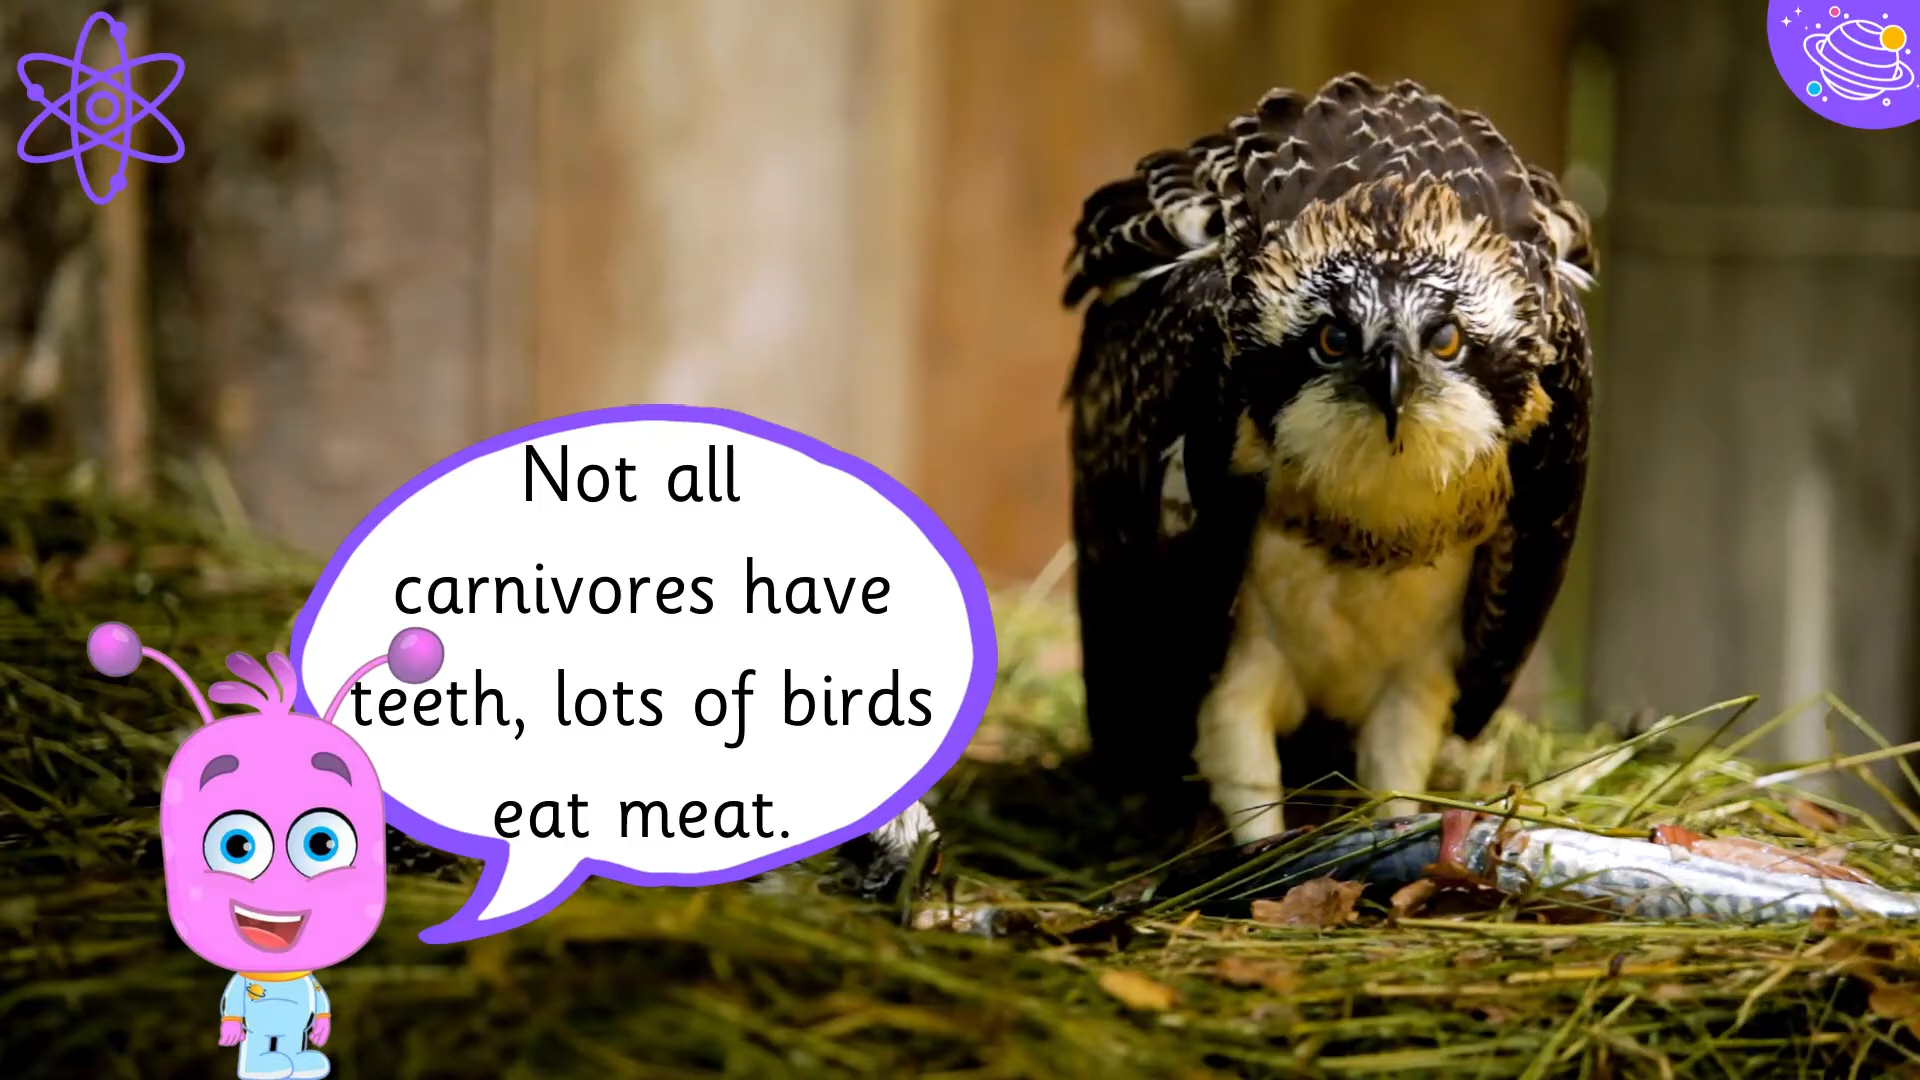 Not all
carnivores have
teeth, lots of birds
eat meat.